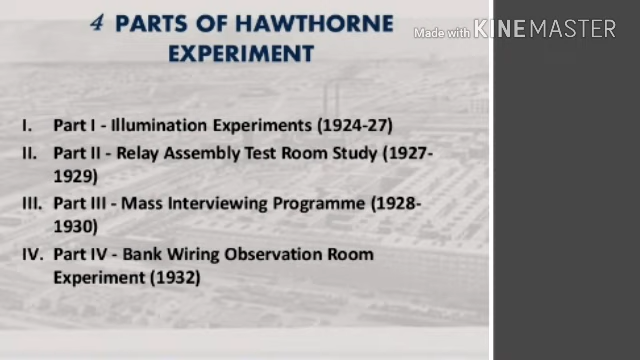 4 PARTS OF HAWTHORNE
EXPERIMENT
Made with KINEMASTER
I. Part I - Illumination Experiments (1924-27)
II. Part II - Relay Assembly Test Room Study (1927-
1929)
III. Part III - Mass Interviewing Programme (1928-
1930)
IV. Part IV - Bank Wiring Observation Room
Experiment (1932)